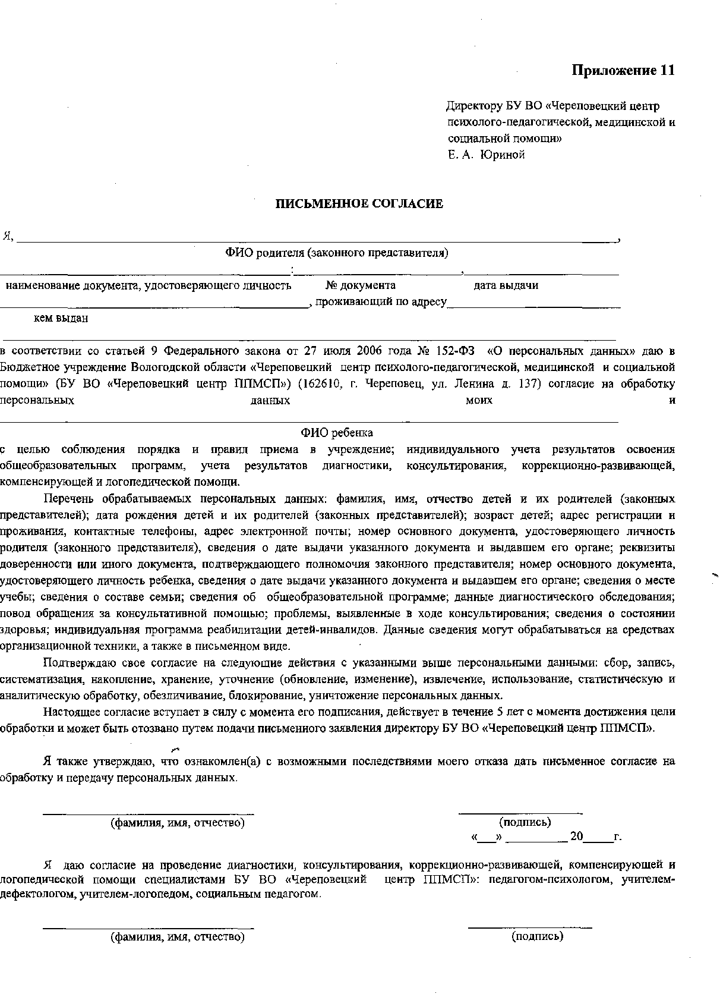 Приложение 11
Директору БУ ВО «Череповецкий центр
психолого-педагогической, медицинской и
социальной помощи»
Е. А. Юриной
ПИСЬМЕННОЕ СОГЛАСИЕ
Я, ________________________________________,
ФИО родителя (законного представителя)
____________________:____________,____________
наименование документа, удостоверяющего личность № документа дата выдачи
____________________, проживающий по адресу____________
кем выдан
________________________________________
в соответствии со статьей 9 Федерального закона от 27 июля 2006 года № 152-ФЗ «О персональных данных» даю в
Бюджетное учреждение Вологодской области «Череповецкий центр психолого-педагогической, медицинской и социальной
помощи» (БУ ВО «Череповецкий центр ППМСП») (162610, г. Череповец, ул. Ленина д. 137) согласие на обработку
персональных данных моих и
________________________________________
ФИО ребенка
с целью соблюдения порядка и правил приема в учреждение; индивидуального учета результатов освоения
общеобразовательных программ, учета результатов диагностики, консультирования, коррекционно-развивающей,
компенсирующей и логопедической помощи.
Перечень обрабатываемых персональных данных: фамилия, имя, отчество детей и их родителей (законных
представителей); дата рождения детей и их родителей (законных представителей); возраст детей; адрес регистрации и
проживания, контактные телефоны, адрес электронной почты; номер основного документа, удостоверяющего личность
родителя (законного представителя), сведения о дате выдачи указанного документа и выдавшем его органе; реквизиты
доверенности или иного документа, подтверждающего полномочия законного представителя; номер основного документа,
удостоверяющего личность ребенка, сведения о дате выдачи указанного документа и выдавшем его органе; сведения о месте
учебы; сведения о составе семьи; сведения об общеобразовательной программе; данные диагностического обследования;
повод обращения за консультативной помощью; проблемы, выявленные в ходе консультирования; сведения о состоянии
здоровья; индивидуальная программа реабилитации детей-инвалидов. Данные сведения могут обрабатываться на средствах
организационной техники, а также в письменном виде.
Подтверждаю свое согласие на следующие действия с указанными выше персональными данными: сбор, запись,
систематизация, накопление, хранение, уточнение (обновление, изменение), извлечение, использование, статистическую и
аналитическую обработку, обезличивание, блокирование, уничтожение персональных данных.
Настоящее согласие вступает в силу с момента его подписания, действует в течение 5 лет с момента достижения цели
обработки и может быть отозвано путем подачи письменного заявления директору БУ ВО «Череповецкий центр ППМСП».
Я также утверждаю, что ознакомлен(а) с возможными последствиями моего отказа дать письменное согласие на
обработку и передачу персональных данных.
____________________ ____________
(фамилия, имя, отчество) (подпись)
«___» __________ 20_____г.
Я даю согласие на проведение диагностики, консультирования, коррекционно-развивающей, компенсирующей и
логопедической помощи специалистами БУ ВО «Череповецкий центр ППМСП»: педагогом-психологом, учителем-
дефектологом, учителем-логопедом, социальным педагогом.
____________________ ____________
(фамилия, имя, отчество) (подпись)